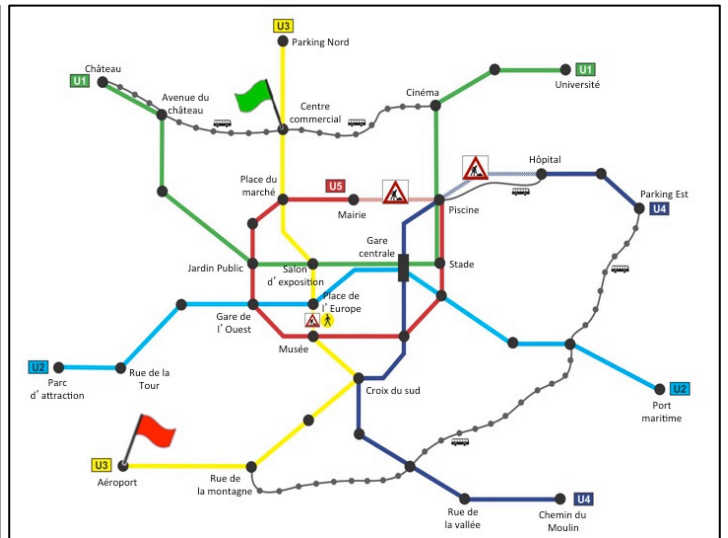 U3
Parking Nord
Château
U1
Avenue du
château
Centre
commercial
Cinéma
U1
Université
Place du
marché
U5
Mairie
Piscine
Hôpital
Parking Est
U4
Gare
centrale
Jardin Public
Salon
d’exposition
Stade
Gare de
l’Ouest
Place de
l’Europe
Musée
U2
Parc
d’attraction
Rue de la
Tour
Croix du sud
U2
Port
maritime
U3
Aéroport
Rue de
la montagne
Rue de
la vallée
U4
Chemin du
Moulin